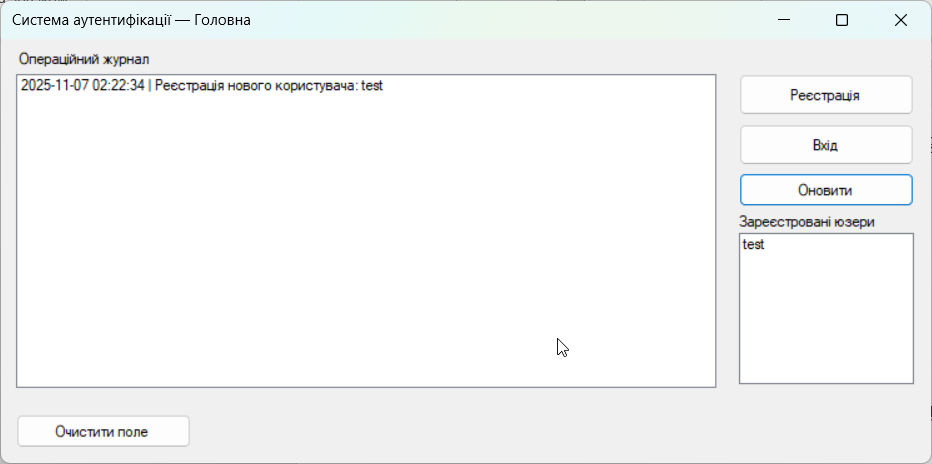 Система аутентифікації — Головна
Операційний журнал
2025-11-07 02:22:34 | Реєстрація нового користувача: test
Реєстрація
Вхід
Оновити
Зареєстровані юзери
test
Очистити поле